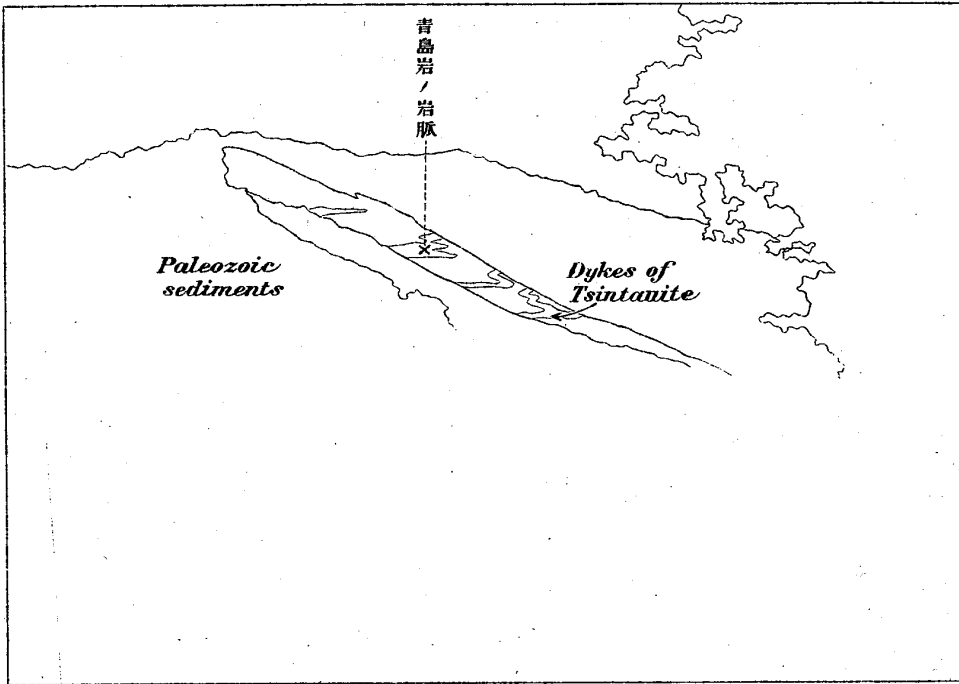 青島岩ノ岩脈
Paleozoic
sediments
Dykes of
Tsintauite